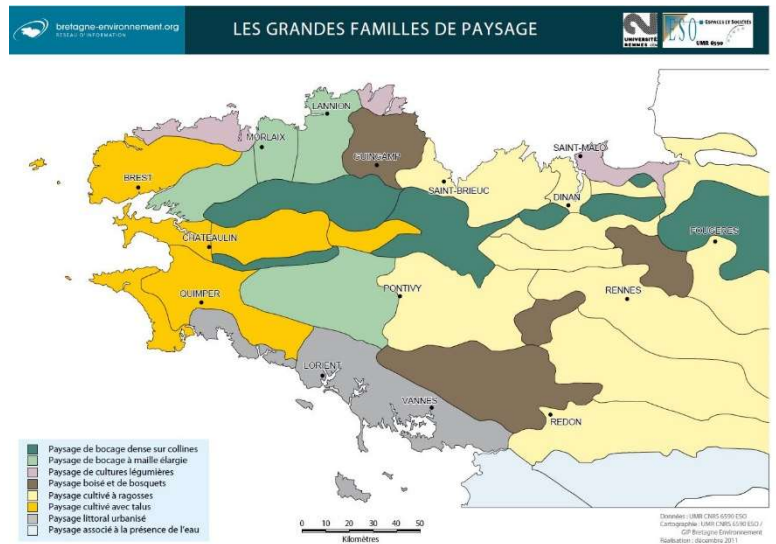 bretagne-environnement.org
RÉSEAU D'INFORMATION
LES GRANDES FAMILLES DE PAYSAGE
UNIVERSITÉ
RENNES
ESO
ESPACES ET SOCIÉTÉS
UMR 6590
LANNION
MORLAIX
GUINGAMP
SAINT-MALO
BREST
SAINT-BRIEUC
DINAN
CHATEAULIN
FOUGERES
QUIMPER
PONTIVY
RENNES
LORIENT
VANNES
REDON
Paysage de bocage dense sur collines
Paysage de bocage à maille élargie
Paysage de cultures légumières
Paysage boisé et de bosquets
Paysage cultivé à ragosses
Paysage cultivé avec talus
Paysage littoral urbanisé
Paysage associé à la présence de l'eau
0 10 20 30 40 50
Kilomètres
Données : UMR CNRS 6590 ESO
Cartographie : UMR CNRS 6590 ESO /
GIP Bretagne Environnement
Réalisation : décembre 2011